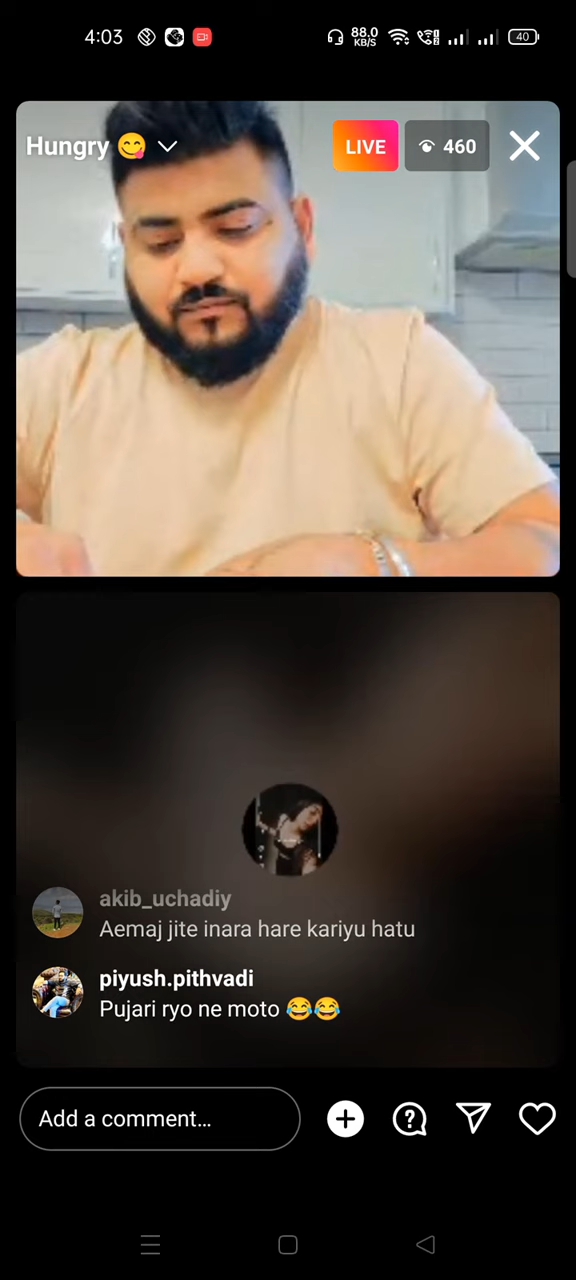 4:03
88.0
KB/S
40
Hungry 😋
LIVE
460
akib_uchadiy
Aemaj jite inara hare kariyu hatu
piyush.pithvadi
Pujari ryo ne moto 😂😂
Add a comment...